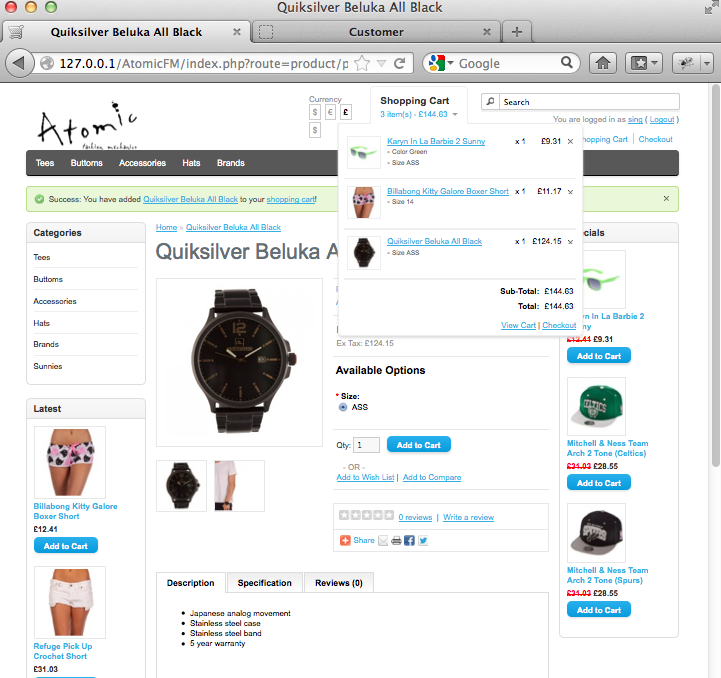 Quiksilver Beluka All Black
Quiksilver Beluka All Black
Customer
127.0.0.1/AtomicFM/index.php?route=product/p
Google
Atomic
fashion mechanics
Currency
$ € £
$
Shopping Cart
3 item(s) - £144.63
Search
You are logged in as sing ( Logout )
hopping Cart
Checkout
Tees
Buttoms
Accessories
Hats
Brands
Karyn In La Barbie 2 Sunny x 1 £9.31
- Color Green
- Size ASS
Billabong Kitty Galore Boxer Short x 1 £11.17
- Size 14
Quiksilver Beluka All Black x 1 £124.15
- Size ASS
Sub-Total: £144.63
Total: £144.63
View Cart | Checkout
Success: You have added Quiksilver Beluka All Black to your shopping cart!
Categories
Tees
Buttoms
Accessories
Hats
Brands
Sunnies
Latest
Billabong Kitty Galore
Boxer Short
£12.41
Add to Cart
Refuge Pick Up
Crochet Short
£31.03
Home » Quiksilver Beluka All Black
Quiksilver Beluka A
Ex Tax: £124.15
Available Options
* Size:
ASS
Qty: 1 Add to Cart
- OR -
Add to Wish List | Add to Compare
0 reviews | Write a review
Share
Description
Specification
Reviews (0)
Japanese analog movement
Stainless steel case
Stainless steel band
5 year warranty
cials
yn In La Barbie 2
ny
£12.41 £9.31
Add to Cart
Mitchell & Ness Team
Arch 2 Tone (Celtics)
£31.03 £28.55
Add to Cart
Mitchell & Ness Team
Arch 2 Tone (Spurs)
£31.03 £28.55
Add to Cart